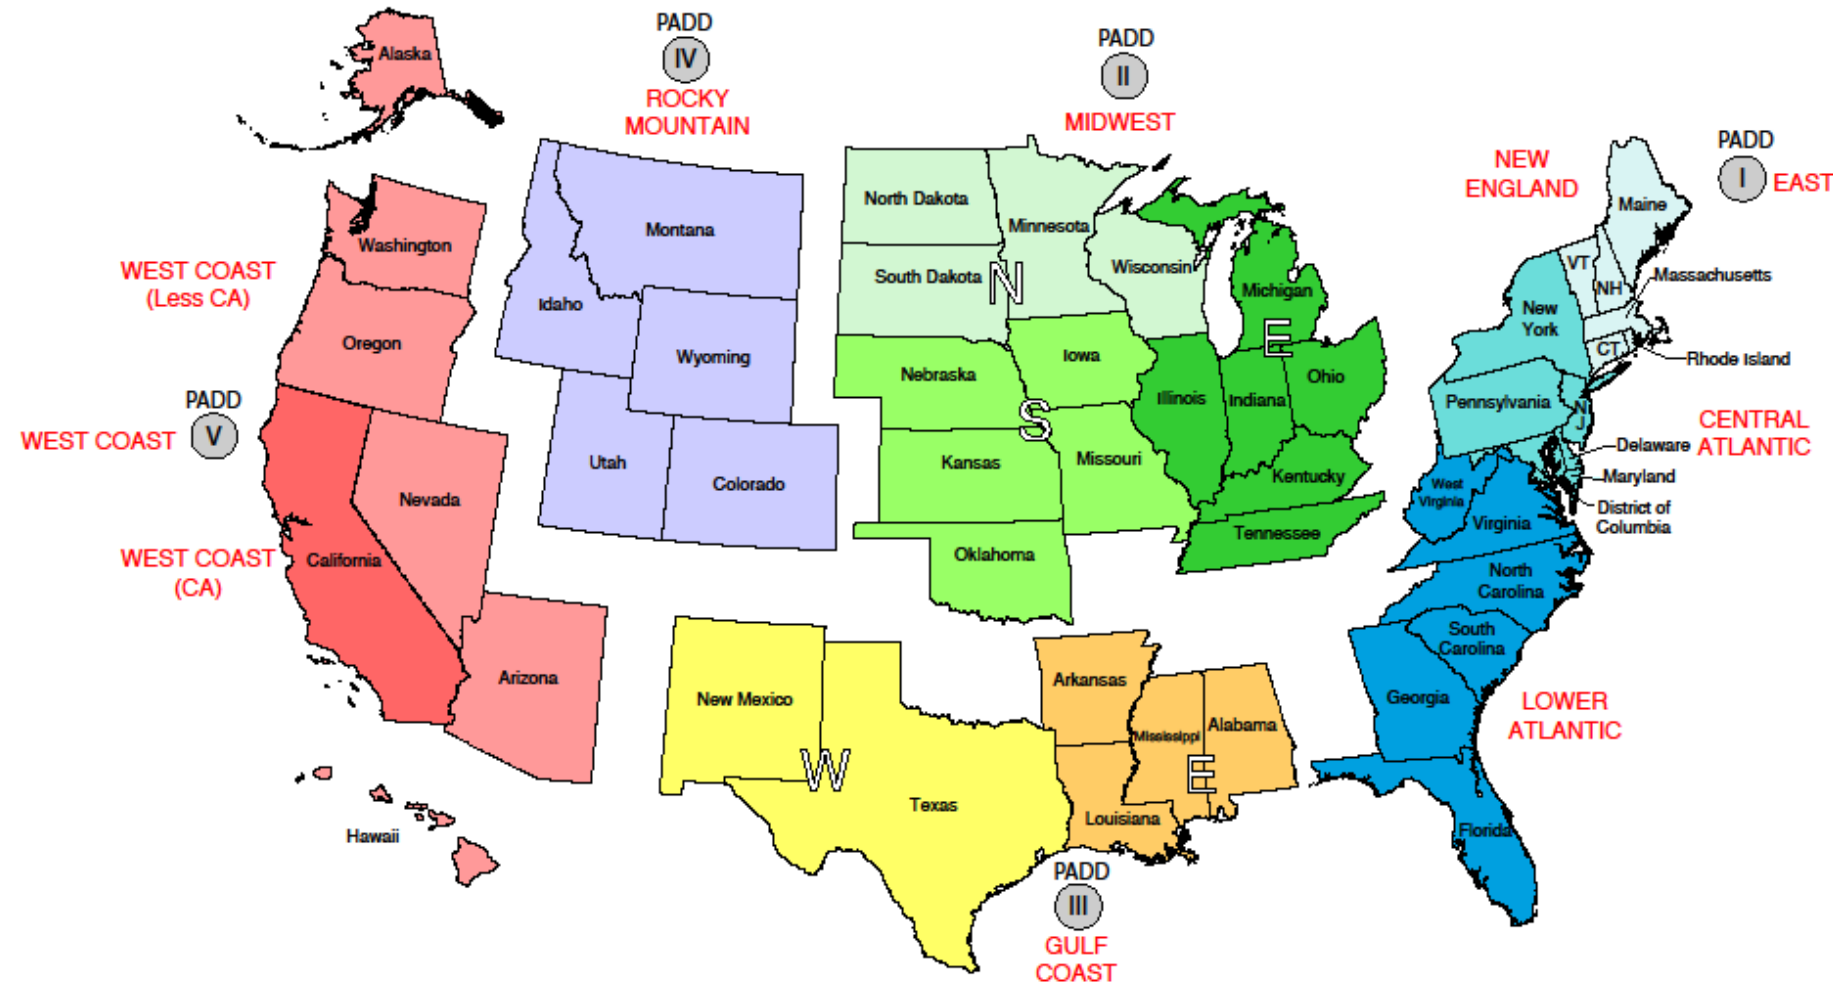 Alaska
PADD
IV
ROCKY
MOUNTAIN
PADD
II
MIDWEST
PADD
I
EAST
NEW
ENGLAND
WEST COAST
(Less CA)
Washington
Oregon
PADD
V
WEST COAST
WEST COAST
(CA)
California
Nevada
Arizona
Hawaii
Montana
Idaho
Wyoming
Utah
Colorado
North Dakota
South Dakota
Minnesota
Wisconsin
N
Michigan
E
Nebraska
Iowa
S
Kansas
Missouri
Oklahoma
Illinois
Indiana
Ohio
Kentucky
Tennessee
Maine
VT
NH
Massachusetts
New
York
CT
Rhode Island
Pennsylvania
N
J
CENTRAL
ATLANTIC
Delaware
Maryland
District of
Columbia
West
Virginia
Virginia
North
Carolina
South
Carolina
Georgia
Florida
LOWER
ATLANTIC
New Mexico
W
Texas
Arkansas
Mississippi
Alabama
E
Louisiana
PADD
III
GULF
COAST